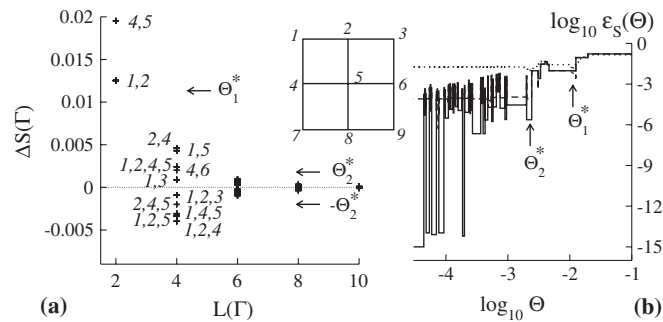 0.02
0.015
0.01
0.005
0
-0.005
ΔS(Γ)
2 4 6 8 10
L(Γ)
(a)
4,5
1,2
Θ₁*
2,4
1,5
1,2,4,5
4,6
1,3
1,2,3
2,4,5
1,4,5
1,2,5
1,2,4
Θ₂*
-Θ₂*
1 2 3
4 5 6
7 8 9
log₁₀ ε_S(Θ)
0
-3
-6
-9
-12
-15
Θ₁*
Θ₂*
-4 -3 -2 -1
log₁₀ Θ
(b)